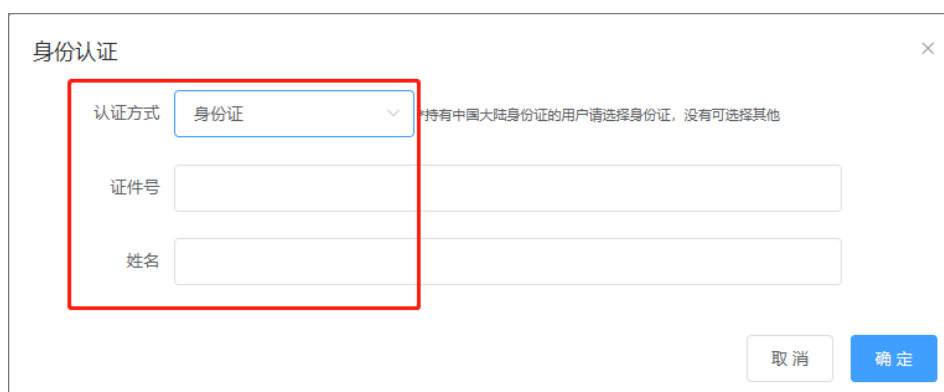 身份认证
认证方式 身份证 *持有中国大陆身份证的用户请选择身份证，没有可选择其他
证件号
姓名
取消 确定